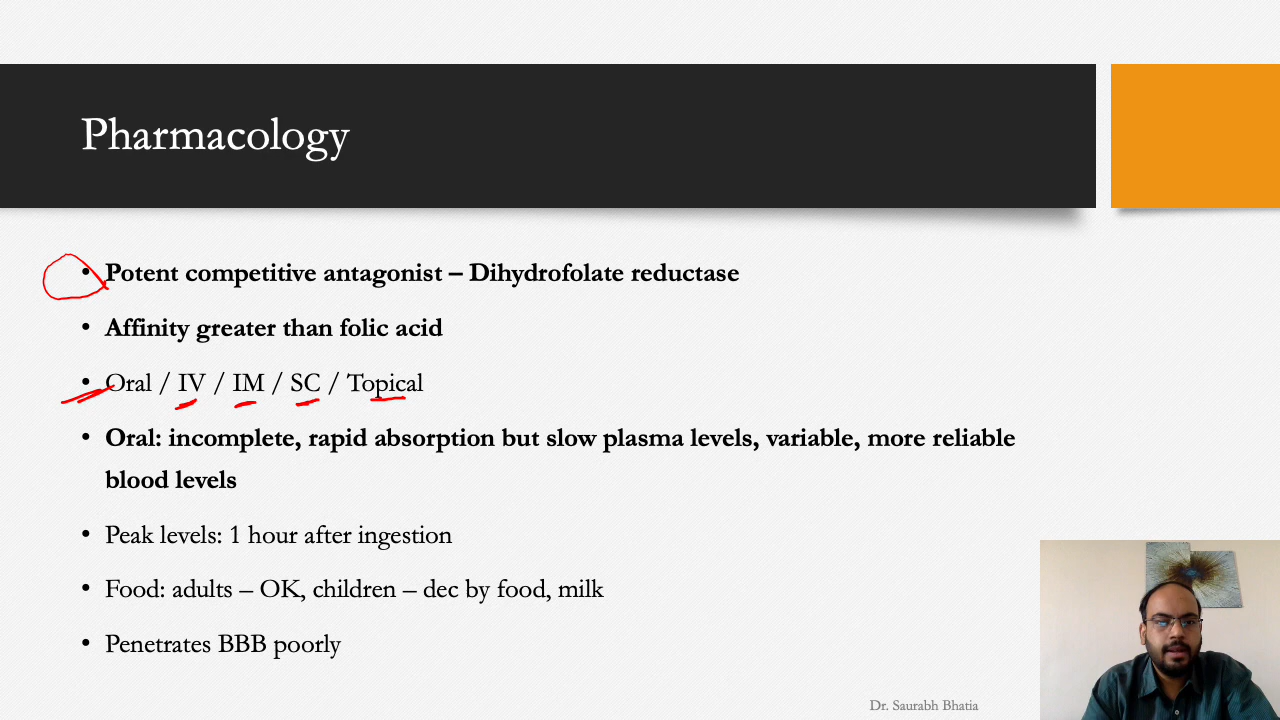 Pharmacology
• Potent competitive antagonist – Dihydrofolate reductase
• Affinity greater than folic acid
• Oral / IV / IM / SC / Topical
• Oral: incomplete, rapid absorption but slow plasma levels, variable, more reliable
blood levels
• Peak levels: 1 hour after ingestion
• Food: adults – OK, children – dec by food, milk
• Penetrates BBB poorly
Dr. Saurabh Bhatia